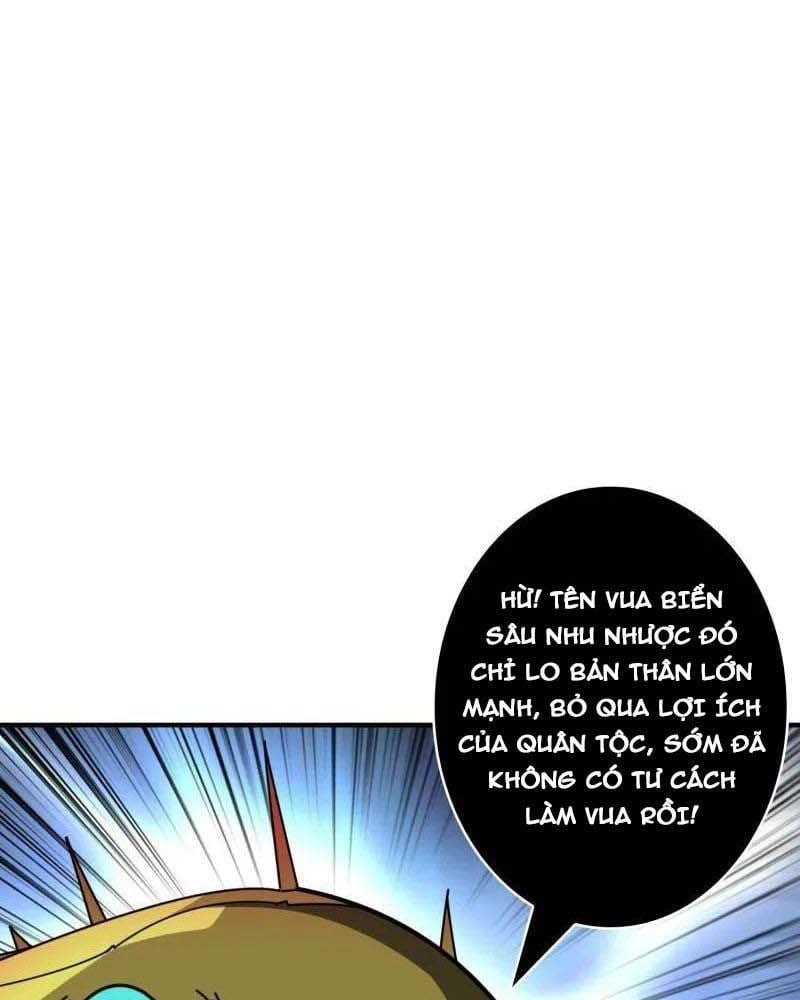 HỪ! TÊN VUA BIỂN
SÂU NHU NHƯỢC ĐÓ
CHỈ LO BẢN THÂN LỚN
MẠNH, BỎ QUA LỢI ÍCH
CỦA QUÂN TỘC, SỚM ĐÃ
KHÔNG CÓ TƯ CÁCH
LÀM VUA RỒI!